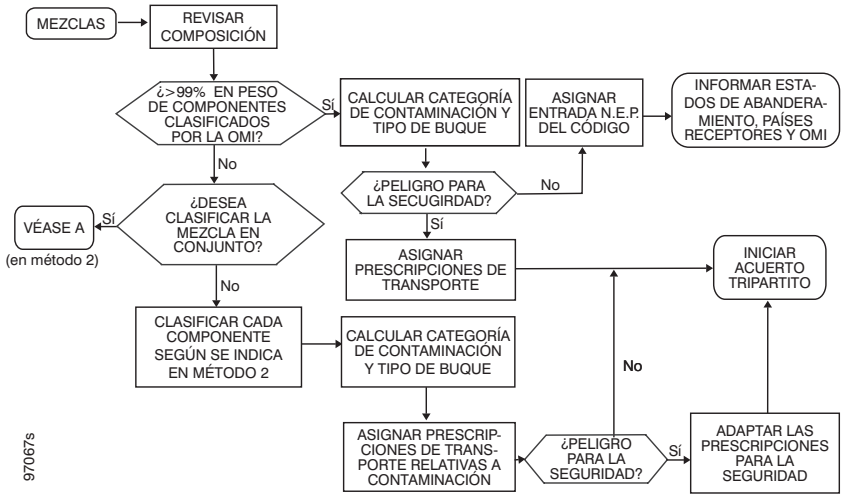 MEZCLAS
REVISAR
COMPOSICIÓN
¿>99% EN PESO
DE COMPONENTES
CLASIFICADOS
POR LA OMI?
Sí
CALCULAR CATEGORÍA
DE CONTAMINACIÓN Y
TIPO DE BUQUE
ASIGNAR
ENTRADA N.E.P.
DEL CÓDIGO
INFORMAR ESTA-
DOS DE ABANDERA-
MIENTO, PAÍSES
RECEPTORES Y OMI
No
¿PELIGRO PARA
LA SECUGIRDAD?
No
Sí
¿DESEA
CLASIFICAR LA
MEZCLA EN
CONJUNTO?
Sí
VÉASE A
(en método 2)
No
ASIGNAR
PRESCRIPCIONES DE
TRANSPORTE
INICIAR
ACUERTO
TRIPARTITO
CLASIFICAR CADA
COMPONENTE
SEGÚN SE INDICA
EN MÉTODO 2
CALCULAR CATEGORÍA
DE CONTAMINACIÓN
Y TIPO DE BUQUE
No
ASIGNAR PRESCRIP-
CIONES DE TRANS-
PORTE RELATIVAS A
CONTAMINACIÓN
¿PELIGRO
PARA LA
SEGURIDAD?
Sí
ADAPTAR LAS
PRESCRIPCIONES
PARA LA
SEGURIDAD
97067s